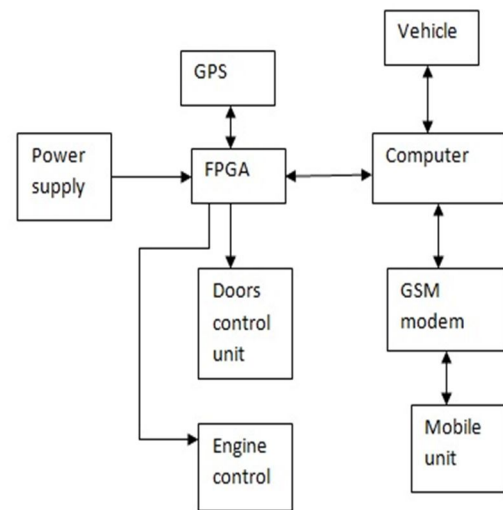 Vehicle
GPS
Power
supply
FPGA
Computer
Doors
control
unit
GSM
modem
Engine
control
Mobile
unit